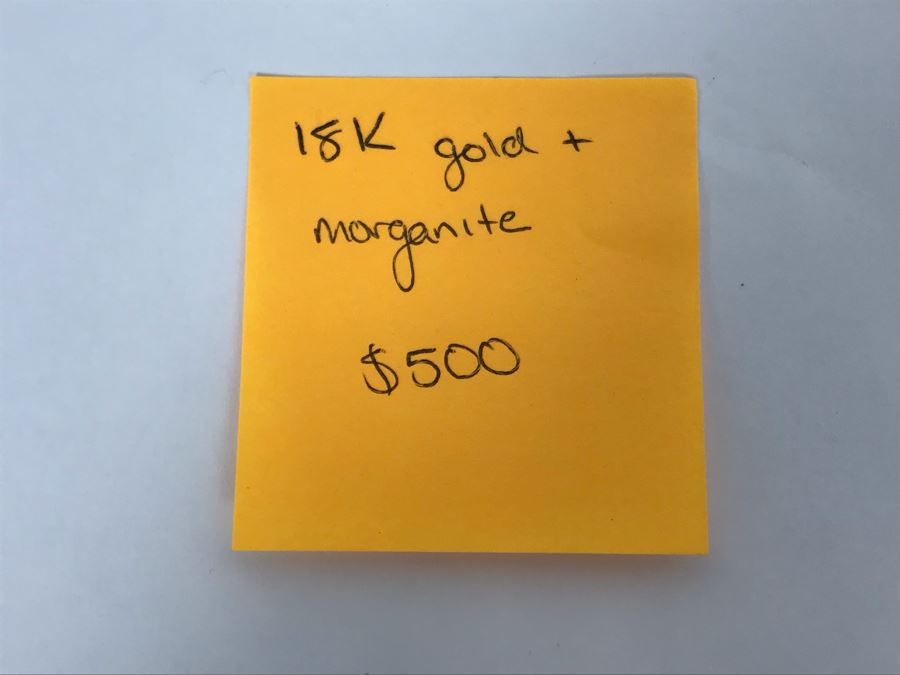 18K gold +
morganite
$500